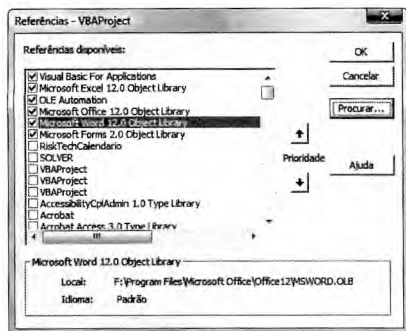 Referências - VBAProject
Referências disponíveis:
Visual Basic For Applications
Microsoft Excel 12.0 Object Library
OLE Automation
Microsoft Office 12.0 Object Library
Microsoft Word 12.0 Object Library
Microsoft Forms 2.0 Object Library
RiskTechCalendario
SOLVER
VBAProject
VBAProject
VBAProject
AccessibilityCplAdmin 1.0 Type Library
Acrobat
Acrobat Access 3.0 Type Library
OK
Cancelar
Procurar...
Prioridade
Ajuda
Microsoft Word 12.0 Object Library
Local: F:\Program Files\Microsoft Office\Office12\MSWORD.OLB
Idioma: Padrão